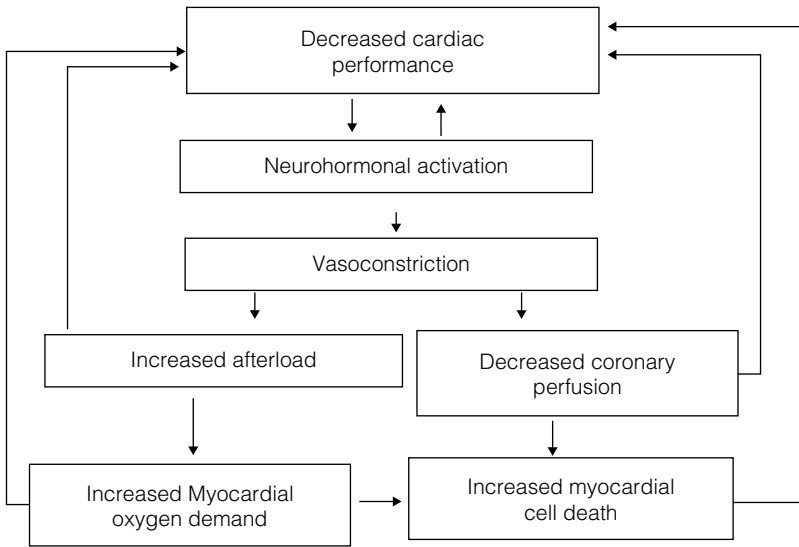 Decreased cardiac
performance
Neurohormonal activation
Vasoconstriction
Increased afterload
Decreased coronary
perfusion
Increased Myocardial
oxygen demand
Increased myocardial
cell death